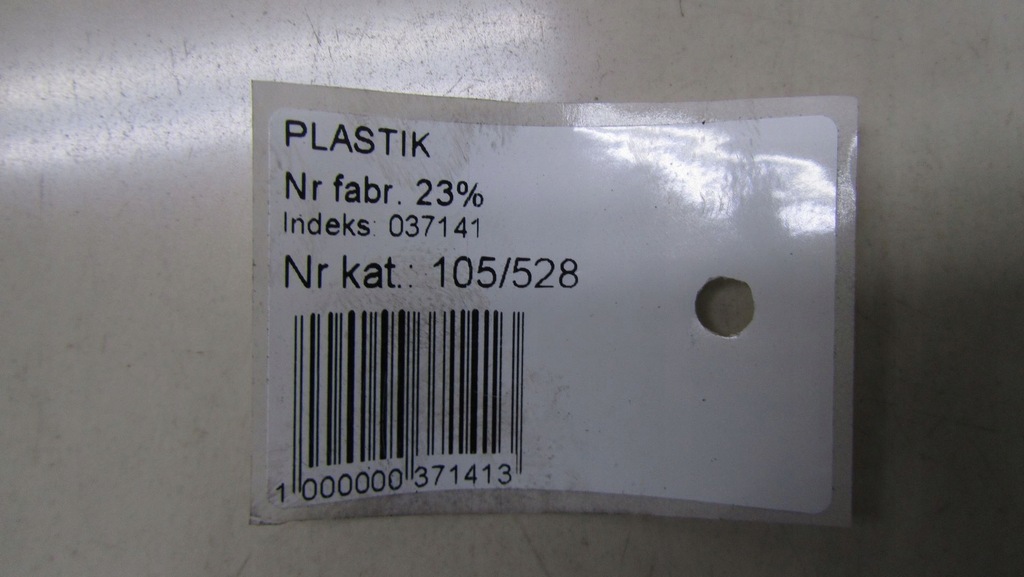 PLASTIK
Nr fabr. 23%
Indeks: 037141
Nr kat.: 105/528
1 000000 371413